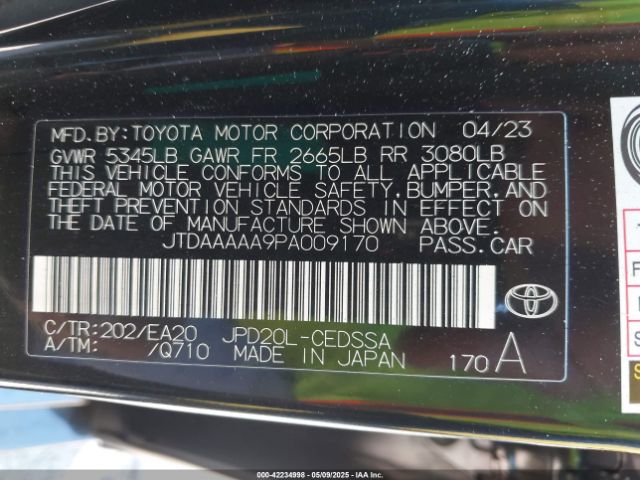 MFD.BY:TOYOTA MOTOR CORPORATION 04/23
GVWR 5345LB GAWR FR 2665LB RR 3080LB
THIS VEHICLE CONFORMS TO ALL APPLICABLE
FEDERAL MOTOR VEHICLE SAFETY.BUMPER,AND
THEFT PREVENTION STANDARDS IN EFFECT ON
THE DATE OF MANUFACTURE SHOWN ABOVE.
JTDAAAAA9PA009170 PASS.CAR
C/TR:202/EA20 JPD20L-CEDSSA
A/TM: /Q710 MADE IN JAPAN 170 A
000-42234998 - 05/09/2025 - IAAI.COM